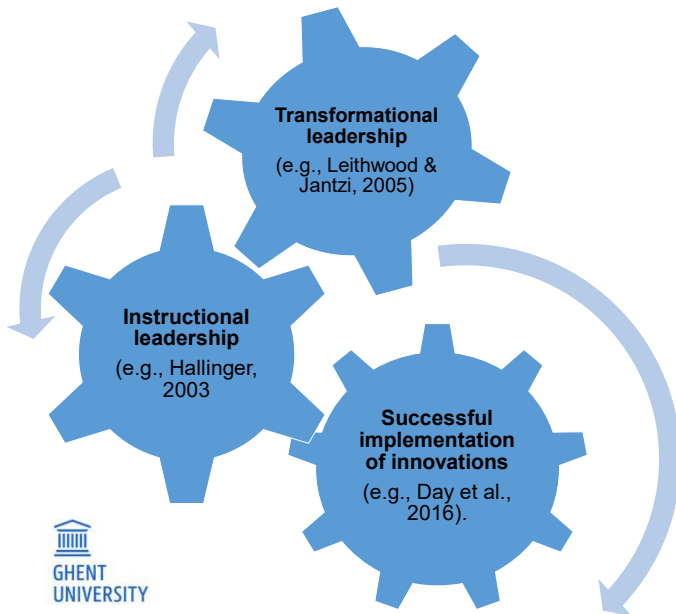 Transformational
leadership
(e.g., Leithwood &
Jantzi, 2005)
Instructional
leadership
(e.g., Hallinger,
2003
Successful
implementation
of innovations
(e.g., Day et al.,
2016).
GHENT
UNIVERSITY